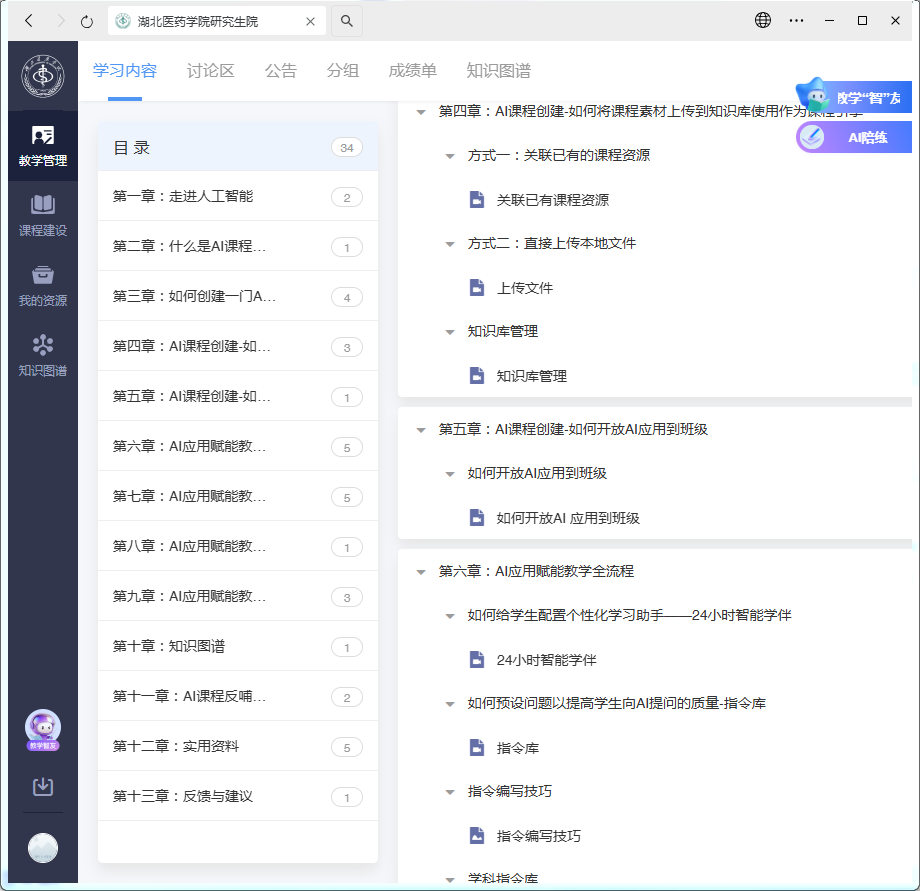 湖北医药学院研究生院
学习内容 讨论区 公告 分组 成绩单 知识图谱
教学管理
课程建设
我的资源
知识图谱
教学智友
目 录 34
第一章：走进人工智能 2
第二章：什么是AI课程... 1
第三章：如何创建一门A... 4
第四章：AI课程创建-如... 3
第五章：AI课程创建-如... 1
第六章：AI应用赋能教... 5
第七章：AI应用赋能教... 5
第八章：AI应用赋能教... 1
第九章：AI应用赋能教... 3
第十章：知识图谱 1
第十一章：AI课程反哺... 2
第十二章：实用资料 5
第十三章：反馈与建议 1
第四章：AI课程创建-如何将课程素材上传到知识库使用作为课程引擎
教学“智”友
AI陪练
方式一：关联已有的课程资源
关联已有课程资源
方式二：直接上传本地文件
上传文件
知识库管理
知识库管理
第五章：AI课程创建-如何开放AI应用到班级
如何开放AI应用到班级
如何开放AI 应用到班级
第六章：AI应用赋能教学全流程
如何给学生配置个性化学习助手——24小时智能学伴
24小时智能学伴
如何预设问题以提高学生向AI提问的质量-指令库
指令库
指令编写技巧
指令编写技巧
学科指令库